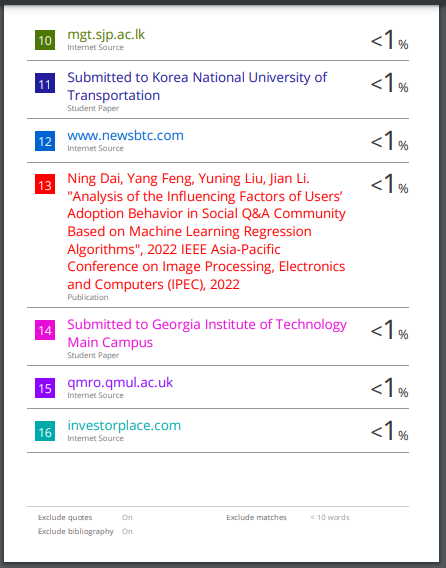 10 mgt.sjp.ac.lk <1%
Internet Source
11 Submitted to Korea National University of <1%
Transportation
Student Paper
12 www.newsbtc.com <1%
Internet Source
13 Ning Dai, Yang Feng, Yuning Liu, Jian Li. <1%
"Analysis of the Influencing Factors of Users’
Adoption Behavior in Social Q&A Community
Based on Machine Learning Regression
Algorithms", 2022 IEEE Asia-Pacific
Conference on Image Processing, Electronics
and Computers (IPEC), 2022
Publication
14 Submitted to Georgia Institute of Technology <1%
Main Campus
Student Paper
15 qmro.qmul.ac.uk <1%
Internet Source
16 investorplace.com <1%
Internet Source
Exclude quotes On Exclude matches < 10 words
Exclude bibliography On